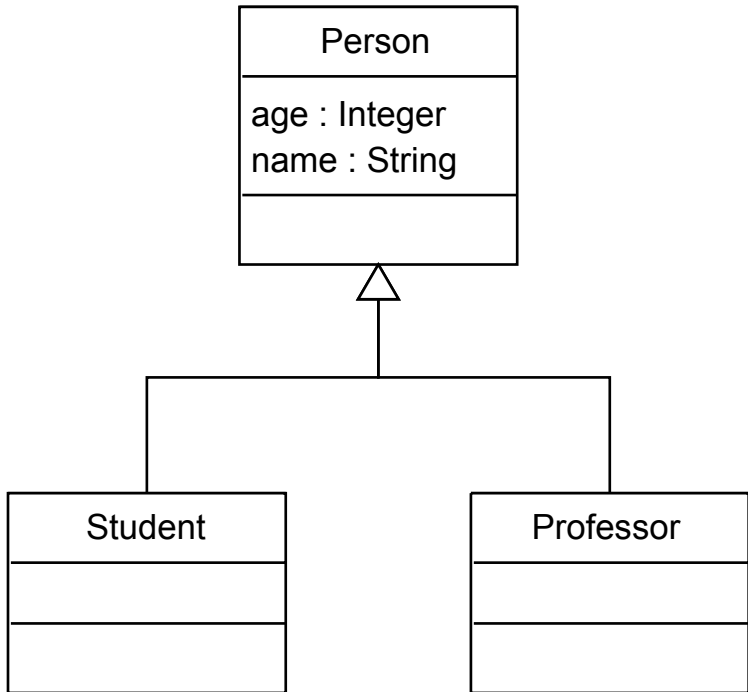 Person
age : Integer
name : String
Student
Professor